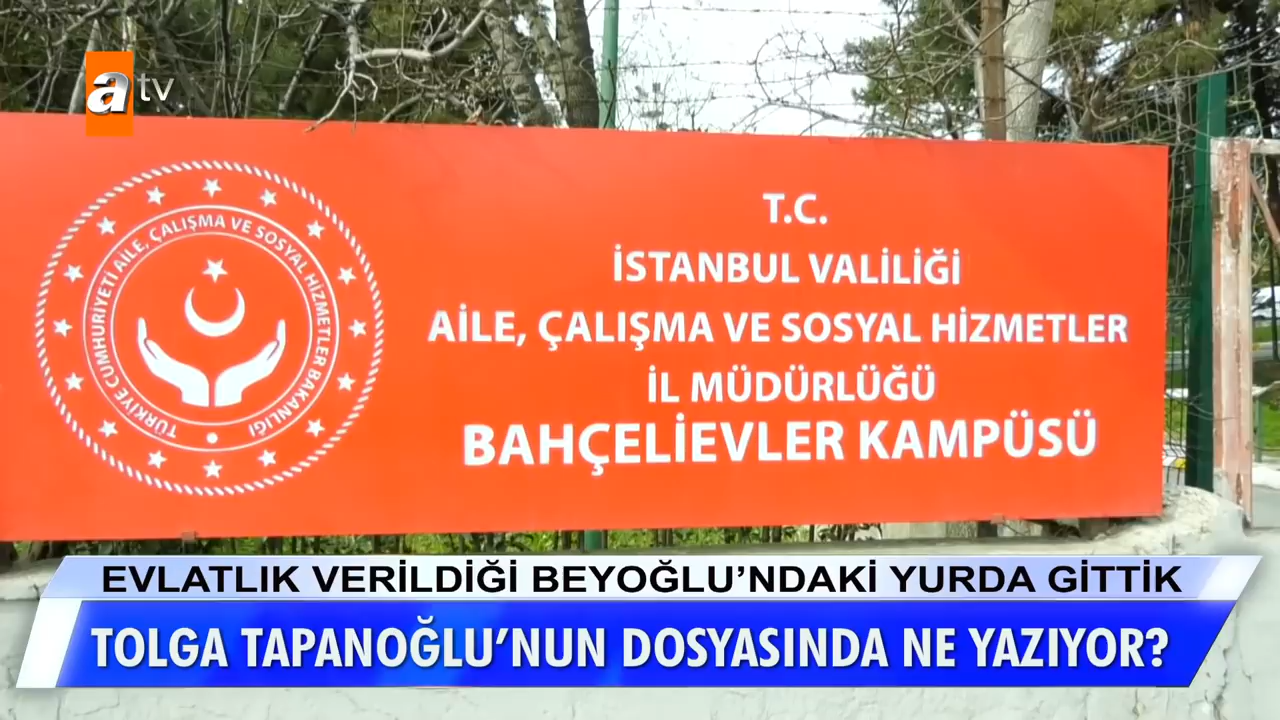 atv
T.C.
İSTANBUL VALİLİĞİ
AİLE, ÇALIŞMA VE SOSYAL HİZMETLER
İL MÜDÜRLÜĞÜ
BAHÇELİEVLER KAMPÜSÜ
TÜRKİYE CUMHURİYETİ AİLE, ÇALIŞMA VE SOSYAL HİZMETLER BAKANLIĞI
EVLATLIK VERİLDİĞİ BEYOĞLU’NDAKİ YURDA GİTTİK
TOLGA TAPANOĞLU’NUN DOSYASINDA NE YAZIYOR?